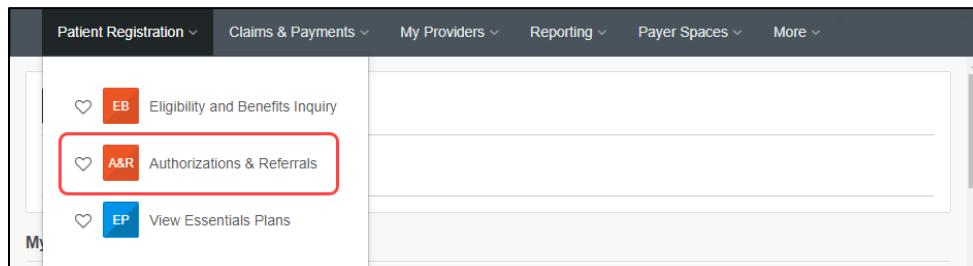 Patient Registration Claims & Payments My Providers Reporting Payer Spaces More
EB Eligibility and Benefits Inquiry
A&R Authorizations & Referrals
EP View Essentials Plans
My